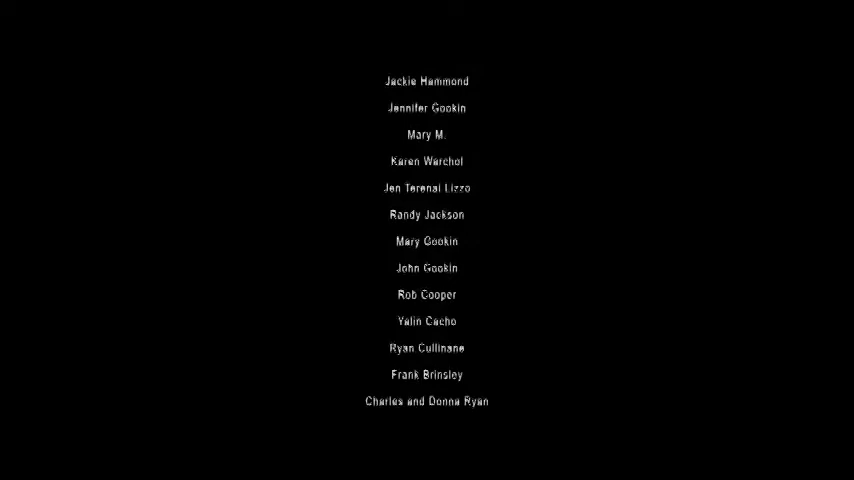 Jackie Hammond
Jennifer Gookin
Mary M.
Karen Warchol
Jen Terenai Lizzo
Randy Jackson
Mary Gookin
John Gookin
Rob Cooper
Yalin Cacho
Ryan Cullinane
Frank Brinsley
Charles and Donna Ryan